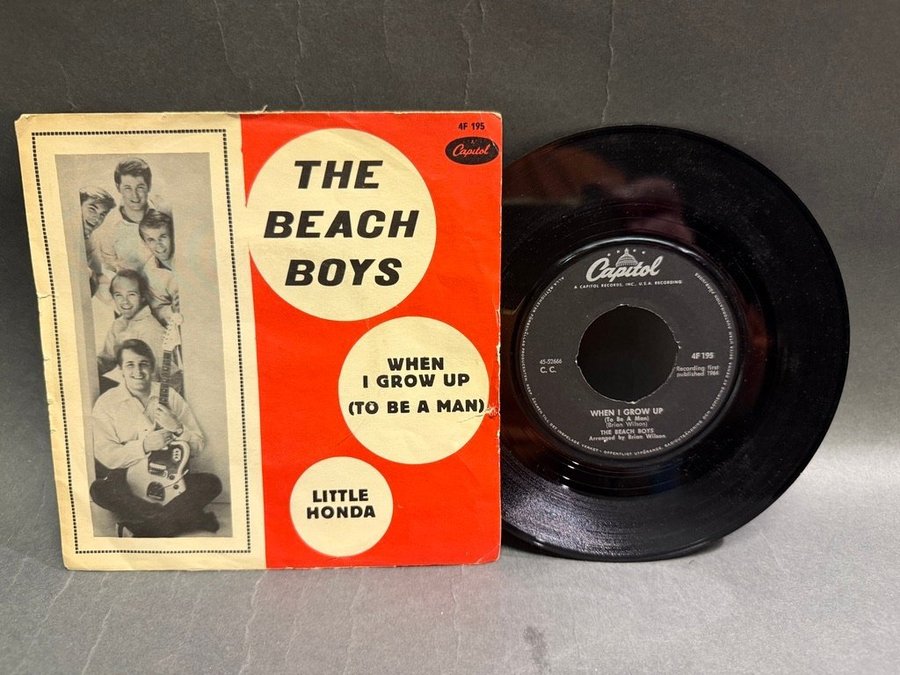 4F 195
Capitol
THE
BEACH
BOYS
WHEN
I GROW UP
(TO BE A MAN)
LITTLE
HONDA
Capitol
A CAPITOL RECORDS, INC., U.S.A. RECORDING
45-52666
C. C.
4F 195
Recording first
published 1964
WHEN I GROW UP
(To Be A Man)
(Brian Wilson)
THE BEACH BOYS
Arranged by Brian Wilson